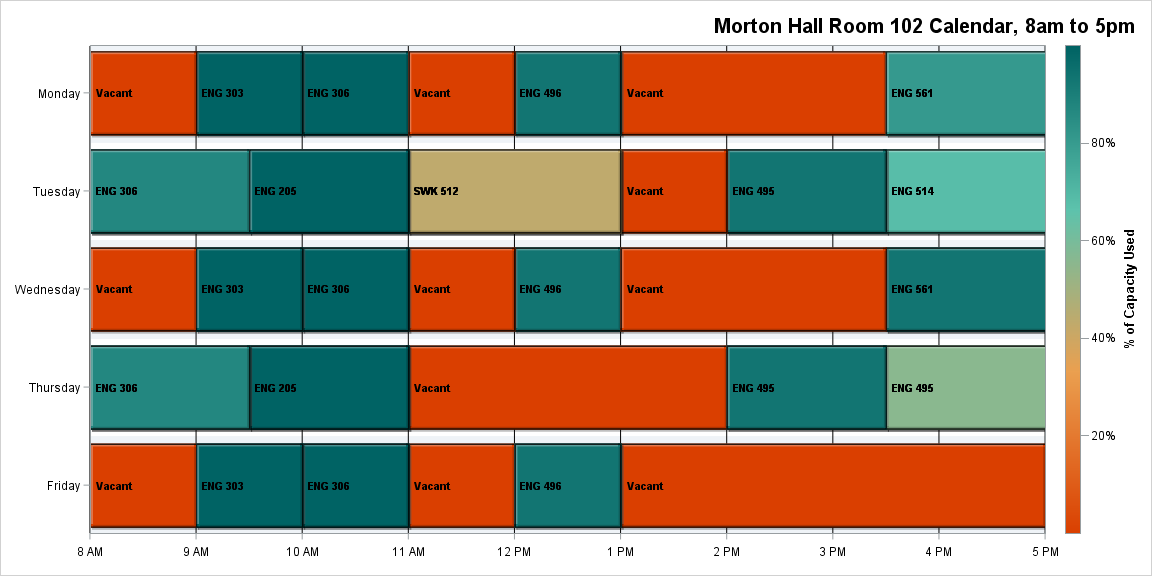 Morton Hall Room 102 Calendar, 8am to 5pm
Monday
Vacant
ENG 303
ENG 306
Vacant
ENG 496
Vacant
ENG 561
Tuesday
ENG 306
ENG 205
SWK 512
Vacant
ENG 495
ENG 514
Wednesday
Vacant
ENG 303
ENG 306
Vacant
ENG 496
Vacant
ENG 561
Thursday
ENG 306
ENG 205
Vacant
ENG 495
ENG 495
Friday
Vacant
ENG 303
ENG 306
Vacant
ENG 496
Vacant
8 AM
9 AM
10 AM
11 AM
12 PM
1 PM
2 PM
3 PM
4 PM
5 PM
80%
60%
40%
20%
% of Capacity Used